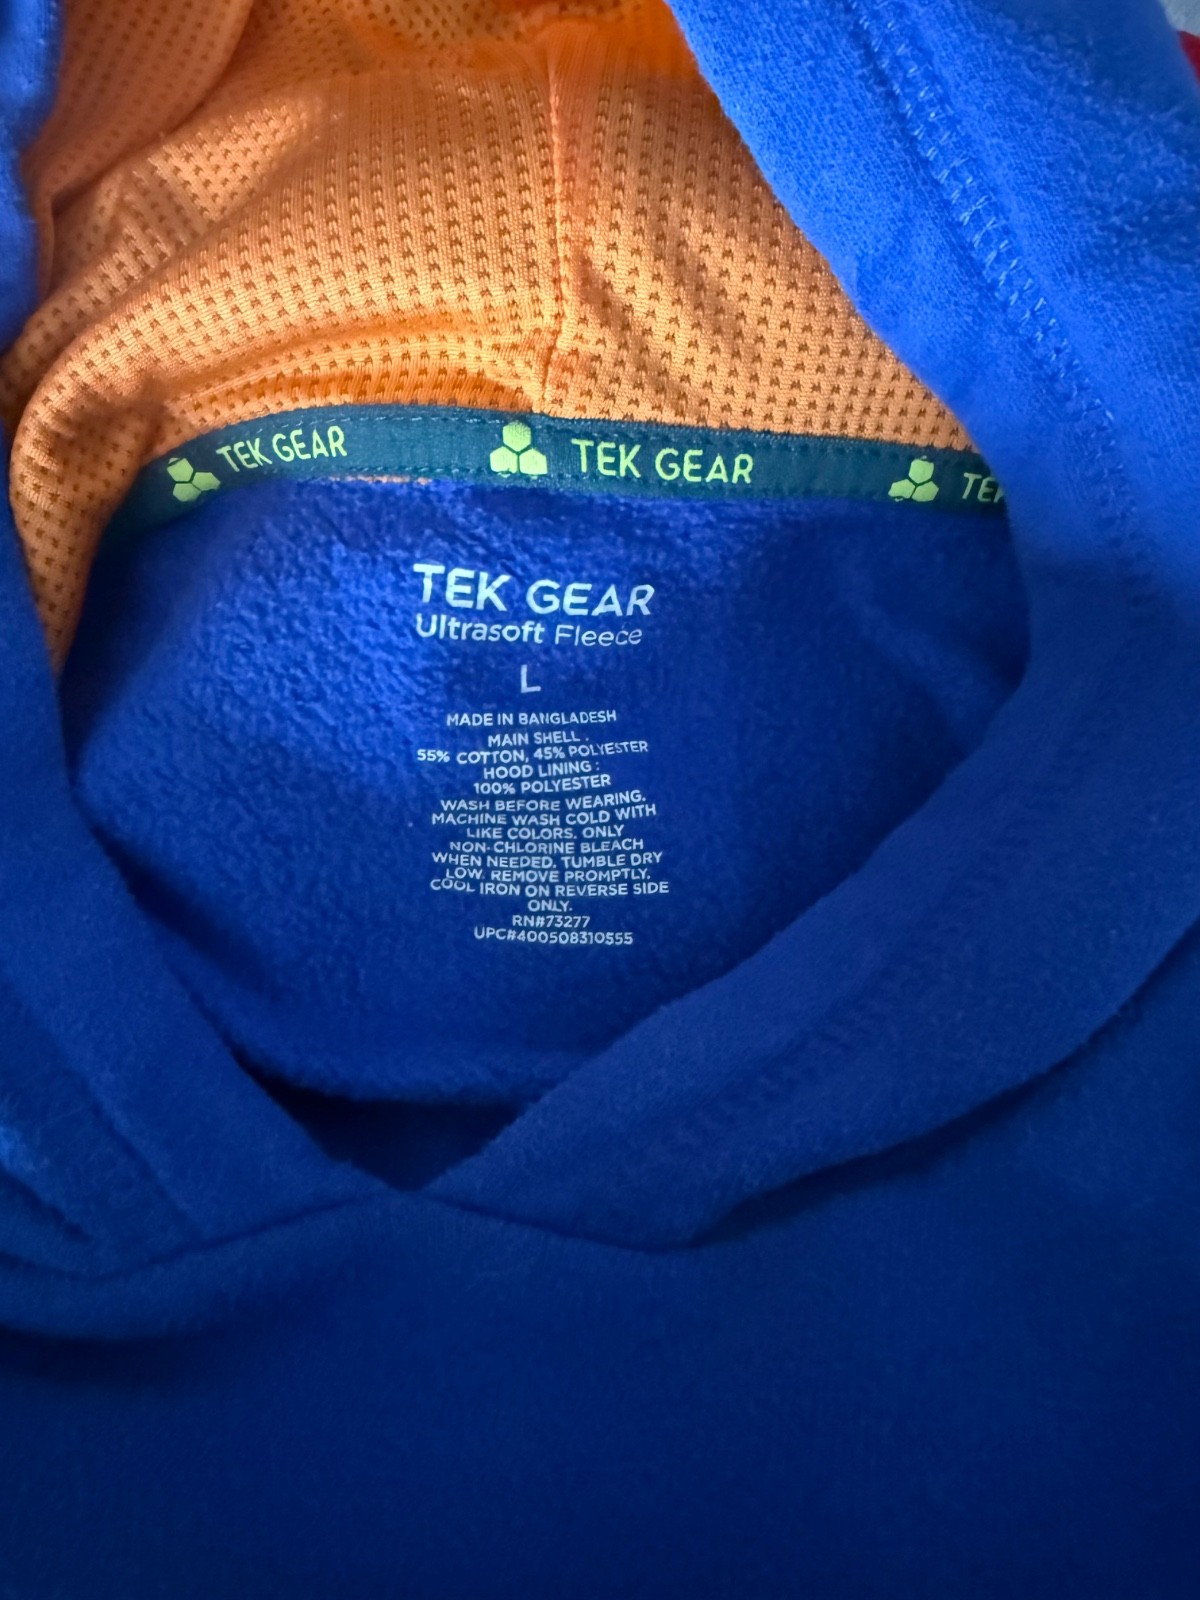 TEK GEAR
TEK GEAR
TEK
TEK GEAR
Ultrasoft Fleece
L
MADE IN BANGLADESH
MAIN SHELL :
55% COTTON, 45% POLYESTER
HOOD LINING :
100% POLYESTER
WASH BEFORE WEARING.
MACHINE WASH COLD WITH
LIKE COLORS. ONLY
NON-CHLORINE BLEACH
WHEN NEEDED. TUMBLE DRY
LOW. REMOVE PROMPTLY.
COOL IRON ON REVERSE SIDE
ONLY.
RN#73277
UPC#400508310555